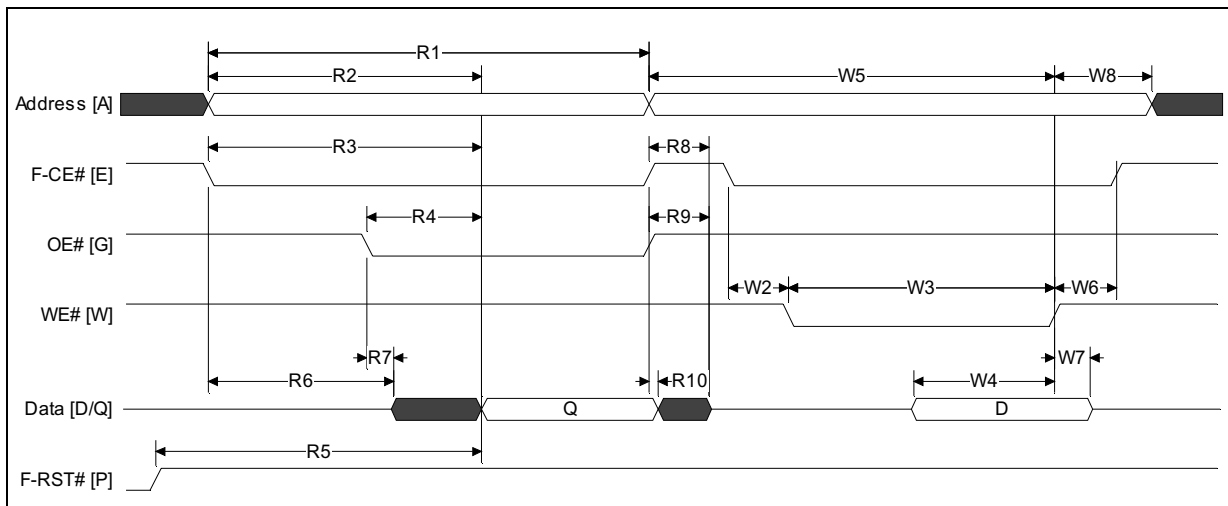 R1
R2
W5
W8
Address [A]
R3
R8
F-CE# [E]
R4
R9
OE# [G]
W2
W3
W6
WE# [W]
R7
W7
R6
R10
W4
Data [D/Q]
Q
D
R5
F-RST# [P]